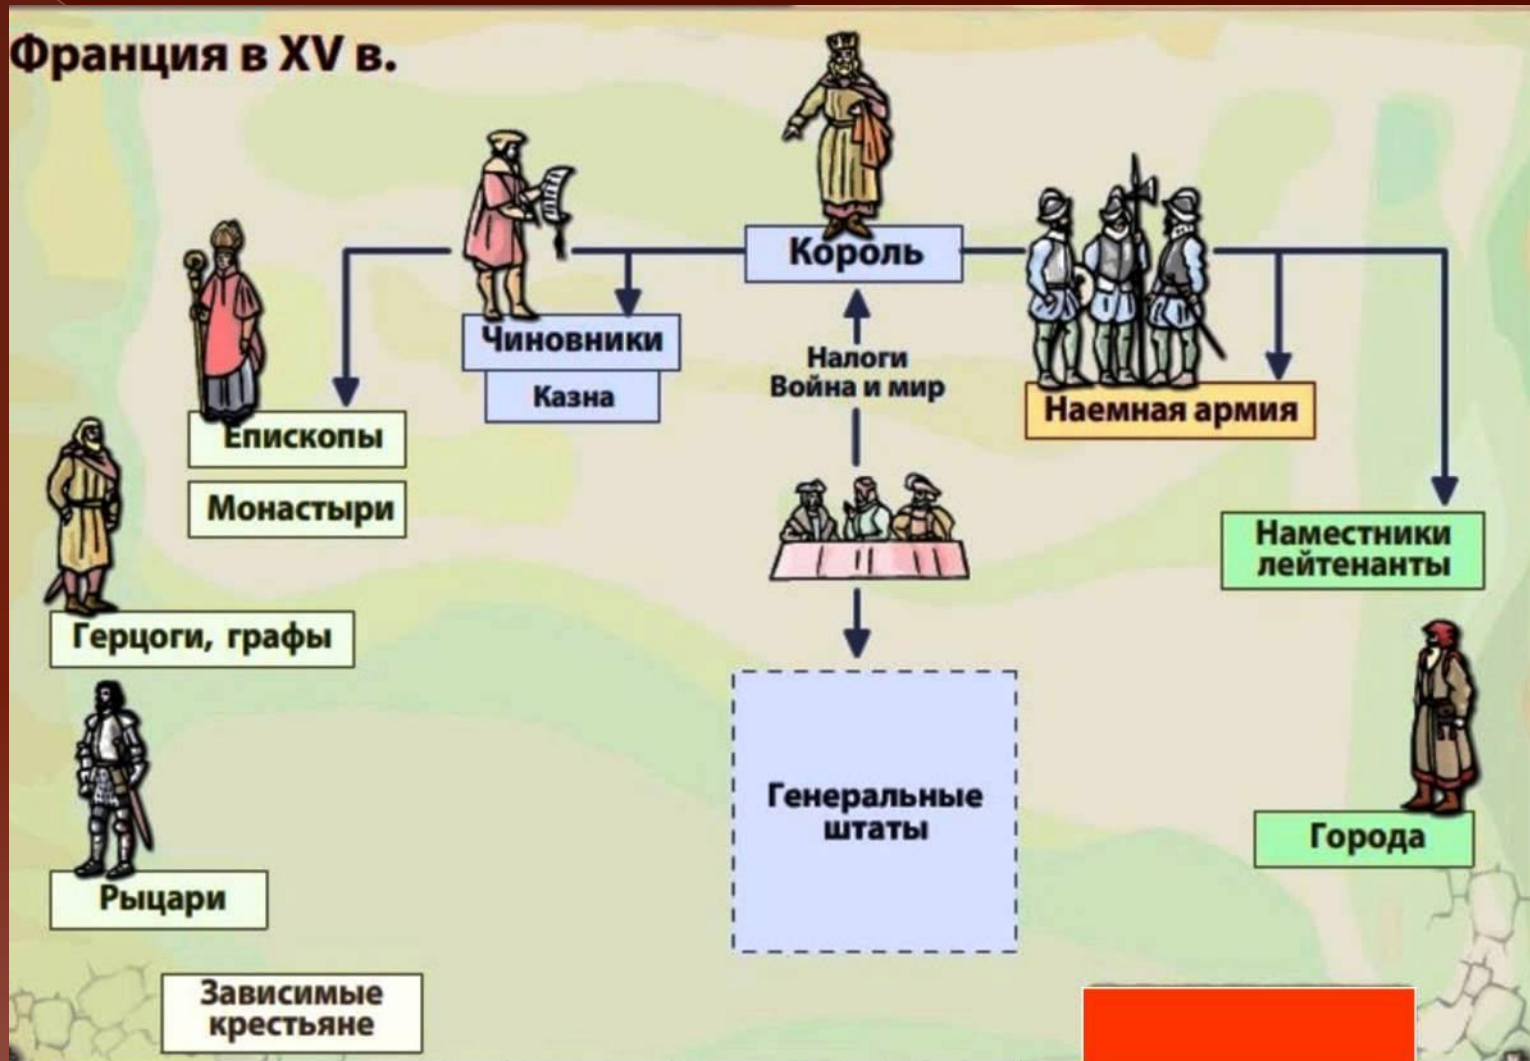 Франция в XV в.
Король
Чиновники
Казна
Налоги
Война и мир
Наемная армия
Епископы
Монастыри
Наместники
лейтенанты
Герцоги, графы
Генеральные
штаты
Города
Рыцари
Зависимые
крестьяне